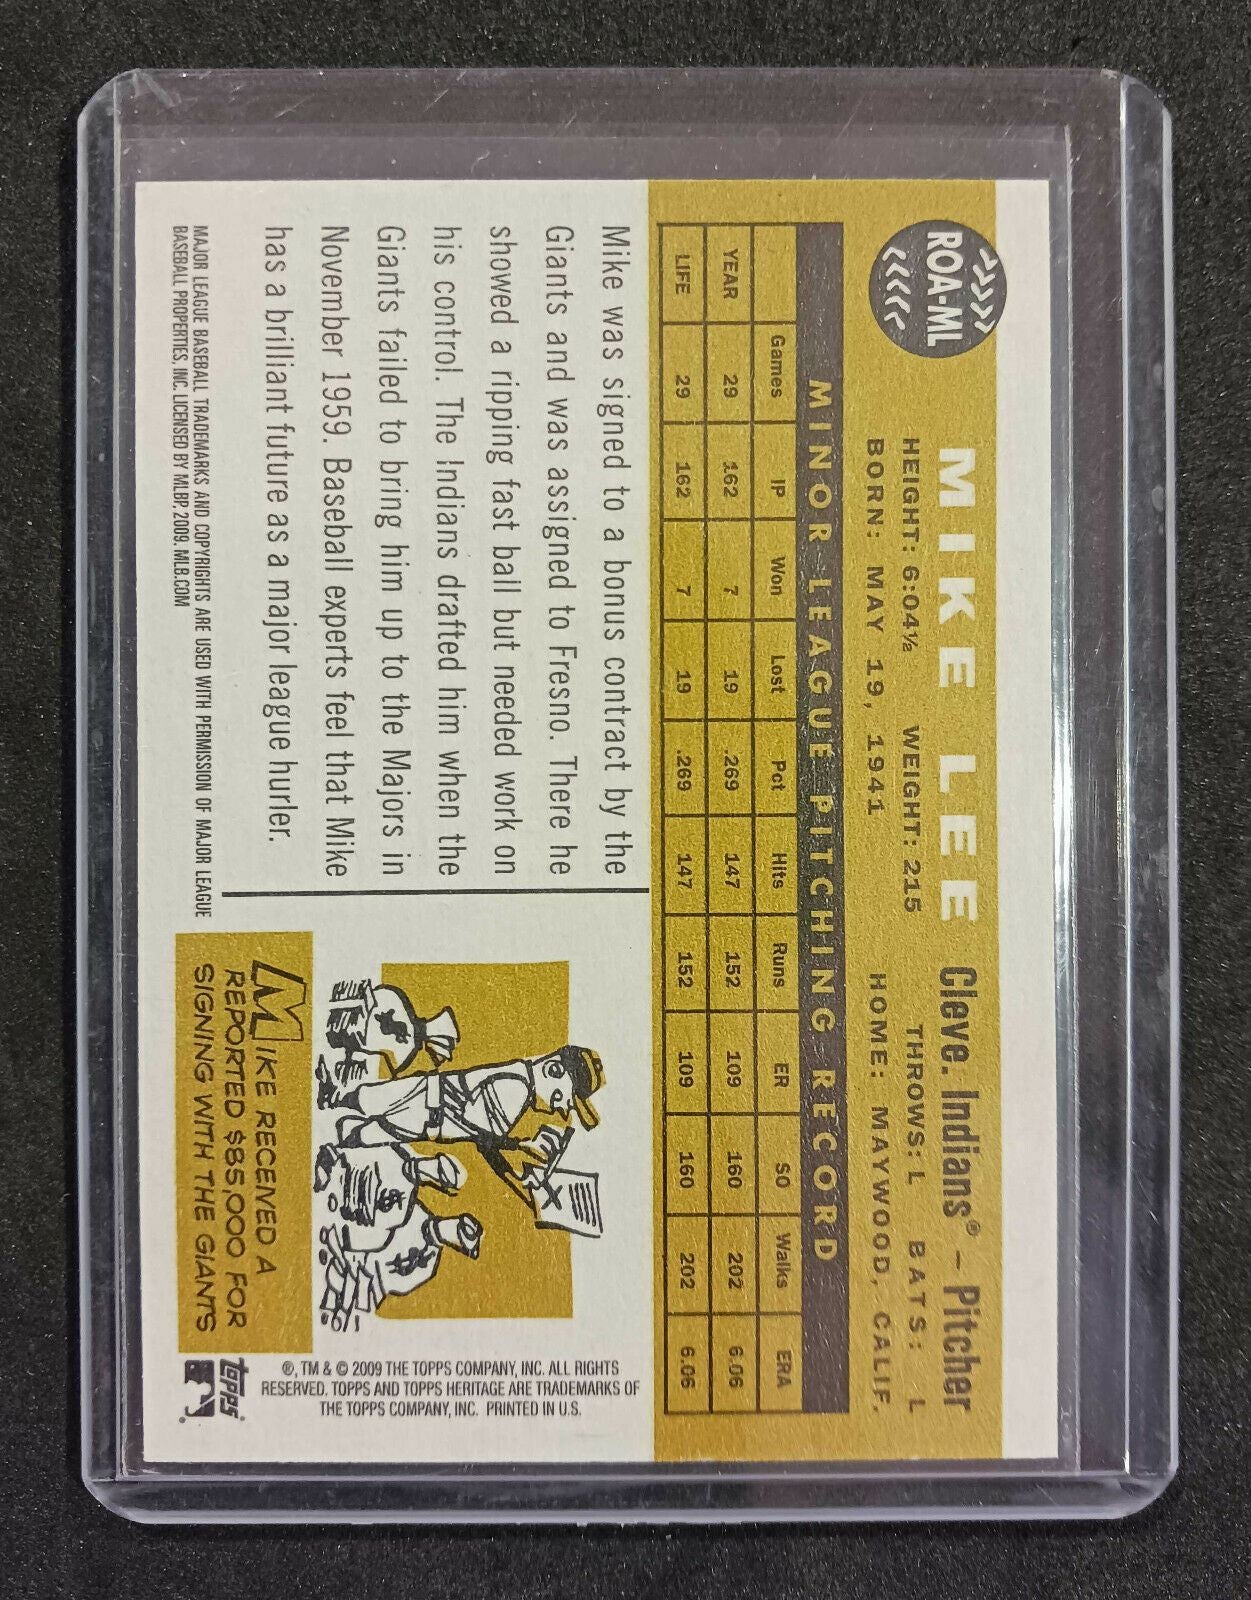 ROA-ML
MIKE LEE Cleve. Indians® – Pitcher
HEIGHT: 6:04½ WEIGHT: 215 THROWS: L BATS: L
BORN: MAY 19, 1941 HOME: MAYWOOD, CALIF.
MINOR LEAGUE PITCHING RECORD
Games IP Won Lost Pct Hits Runs ER SO Walks ERA
YEAR 29 162 7 19 .269 147 152 109 160 202 6.06
LIFE 29 162 7 19 .269 147 152 109 160 202 6.06
Mike was signed to a bonus contract by the
Giants and was assigned to Fresno. There he
showed a ripping fast ball but needed work on
his control. The Indians drafted him when the
Giants failed to bring him up to the Majors in
November 1959. Baseball experts feel that Mike
has a brilliant future as a major league hurler.
MAJOR LEAGUE BASEBALL TRADEMARKS AND COPYRIGHTS ARE USED WITH PERMISSION OF MAJOR LEAGUE
BASEBALL PROPERTIES, INC. LICENSED BY MLBP, 2009. MLB.COM
$
$
MIKE RECEIVED A
REPORTED $85,000 FOR
SIGNING WITH THE GIANTS
®, TM & © 2009 THE TOPPS COMPANY, INC. ALL RIGHTS
RESERVED. TOPPS AND TOPPS HERITAGE ARE TRADEMARKS OF
THE TOPPS COMPANY, INC. PRINTED IN U.S.
topps®